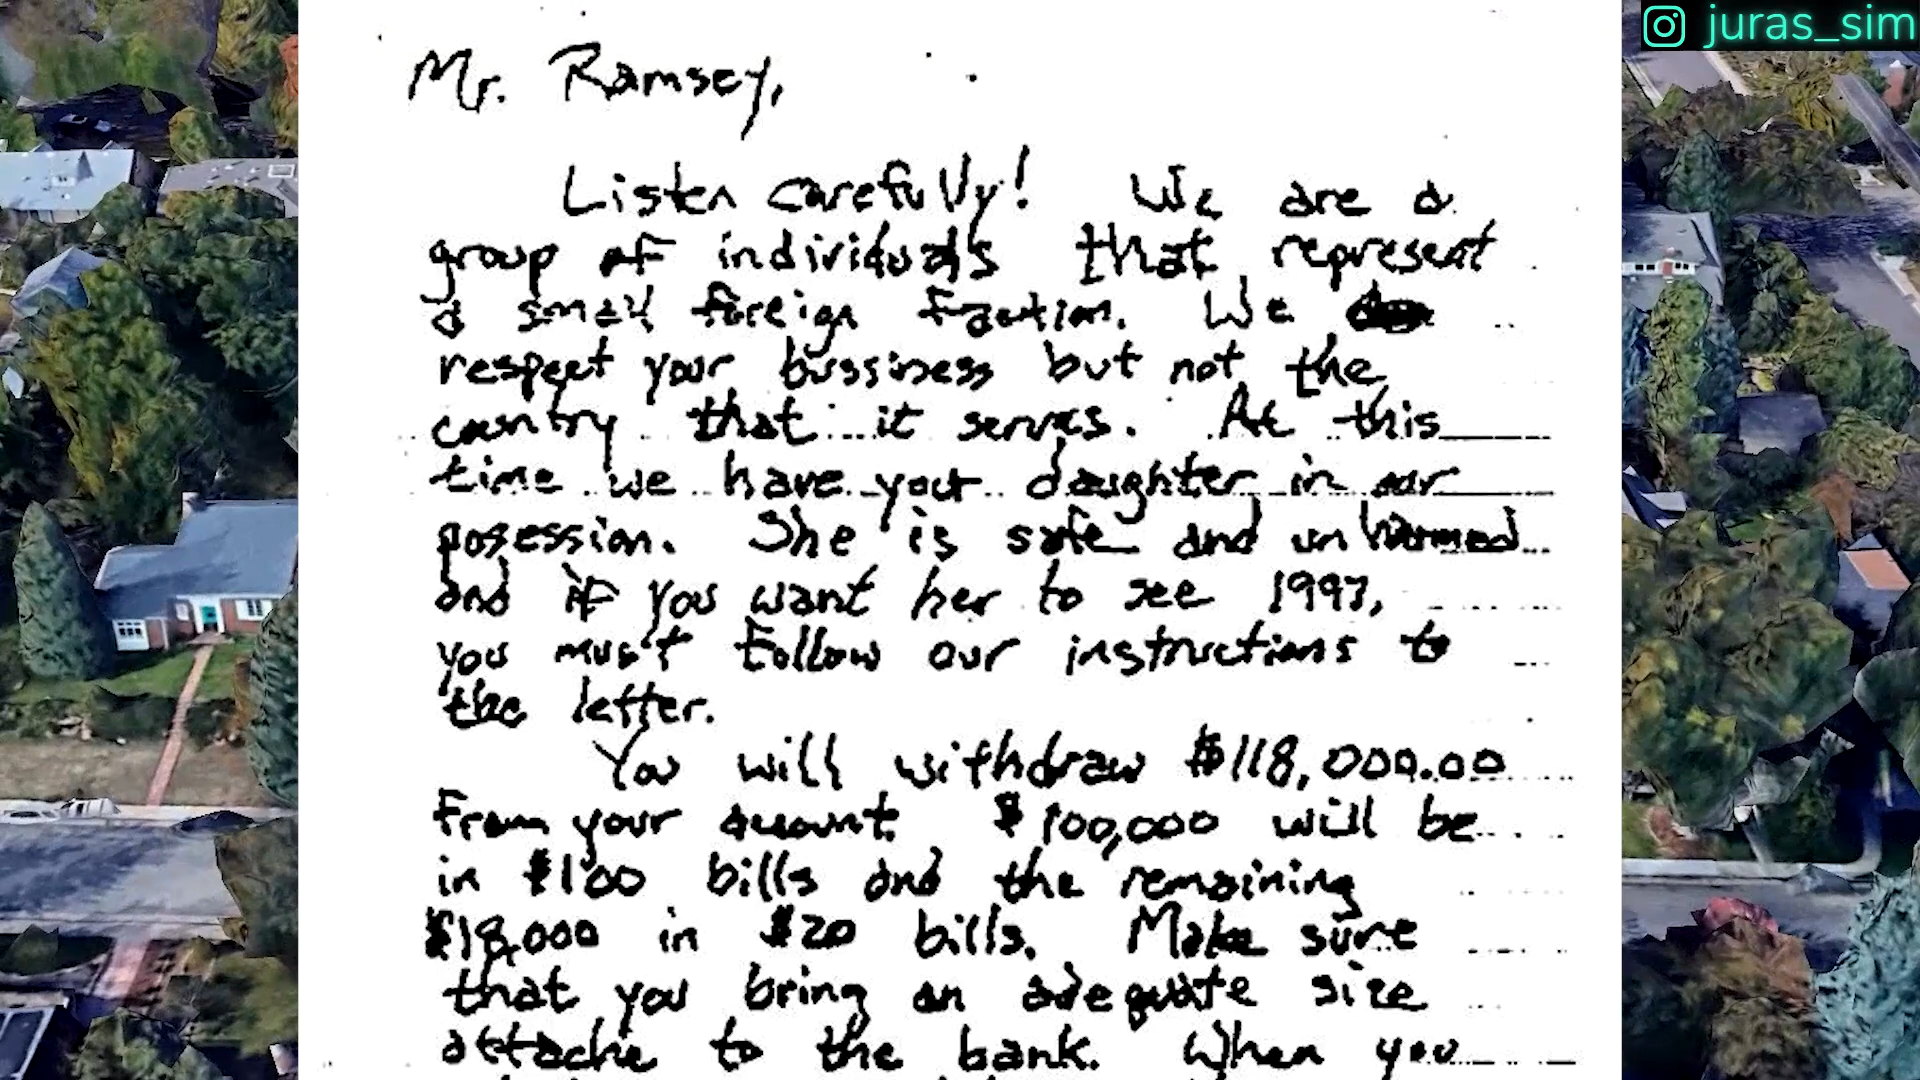 juras_sim
Mr. Ramsey,
Listen carefully! We are a
group of individuals that represent
a small foreign faction. We
respect your bussiness but not the
country that it serves. At this
time we have your daughter in our
posession. She is safe and unharmed
and if you want her to see 1997,
you must follow our instructions to
the letter.
You will withdraw $118,000.00
from your account. $100,000 will be
in $100 bills and the remaining
$18,000 in $20 bills. Make sure
that you bring an adequate size
attache to the bank. When you